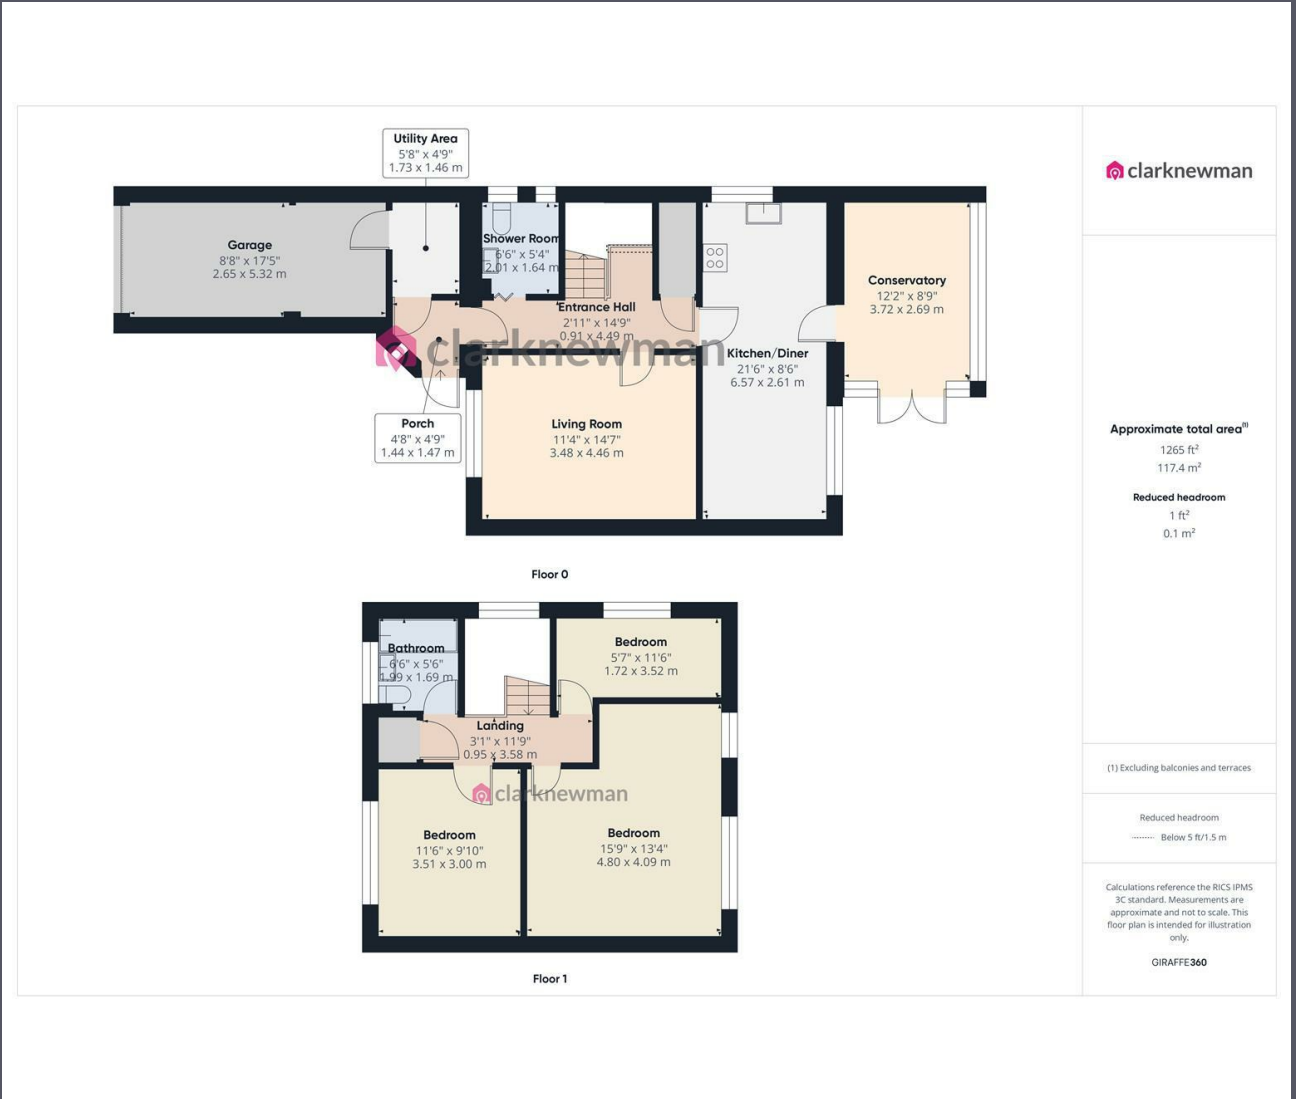 Utility Area
5'8" x 4'9"
1.73 x 1.46 m
Garage
8'8" x 17'5"
2.65 x 5.32 m
Shower Room
6'6" x 5'4"
2.01 x 1.64 m
Entrance Hall
2'11" x 14'9"
0.91 x 4.49 m
clarknewman
Kitchen/Diner
21'6" x 8'6"
6.57 x 2.61 m
Conservatory
12'2" x 8'9"
3.72 x 2.69 m
Porch
4'8" x 4'9"
1.44 x 1.47 m
Living Room
11'4" x 14'7"
3.48 x 4.46 m
Floor 0
Bathroom
6'6" x 5'6"
1.99 x 1.69 m
Bedroom
5'7" x 11'6"
1.72 x 3.52 m
Landing
3'1" x 11'9"
0.95 x 3.58 m
clarknewman
Bedroom
11'6" x 9'10"
3.51 x 3.00 m
Bedroom
15'9" x 13'4"
4.80 x 4.09 m
Floor 1
clarknewman
Approximate total area⁽¹⁾
1265 ft²
117.4 m²
Reduced headroom
1 ft²
0.1 m²
(1) Excluding balconies and terraces
Reduced headroom
Below 5 ft/1.5 m
Calculations reference the RICS IPMS
3C standard. Measurements are
approximate and not to scale. This
floor plan is intended for illustration
only.
GIRAFFE360